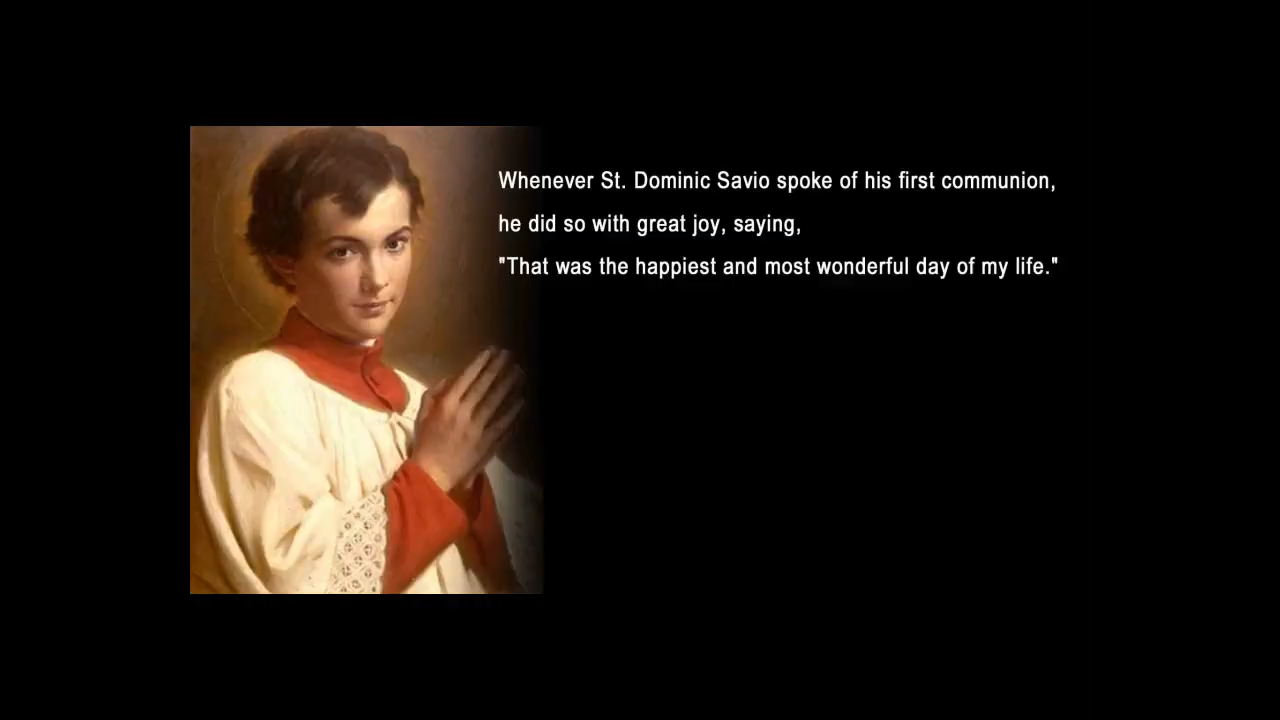 Whenever St. Dominic Savio spoke of his first communion,
he did so with great joy, saying,
"That was the happiest and most wonderful day of my life."